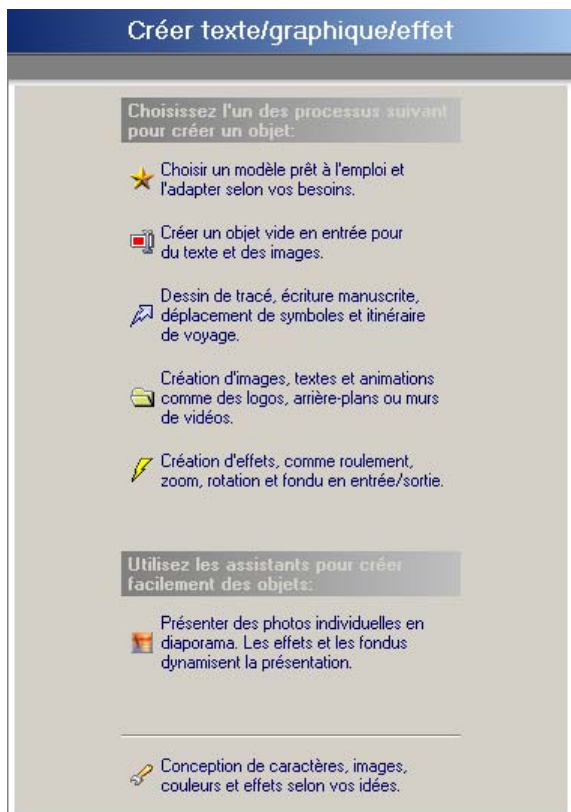 Créer texte/graphique/effet
Choisissez l'un des processus suivant
pour créer un objet:
Choisir un modèle prêt à l'emploi et
l'adapter selon vos besoins.
Créer un objet vide en entrée pour
du texte et des images.
Dessin de tracé, écriture manuscrite,
déplacement de symboles et itinéraire
de voyage.
Création d'images, textes et animations
comme des logos, arrière-plans ou murs
de vidéos.
Création d'effets, comme roulement,
zoom, rotation et fondu en entrée/sortie.
Utilisez les assistants pour créer
facilement des objets:
Présenter des photos individuelles en
diaporama. Les effets et les fondus
dynamisent la présentation.
Conception de caractères, images,
couleurs et effets selon vos idées.